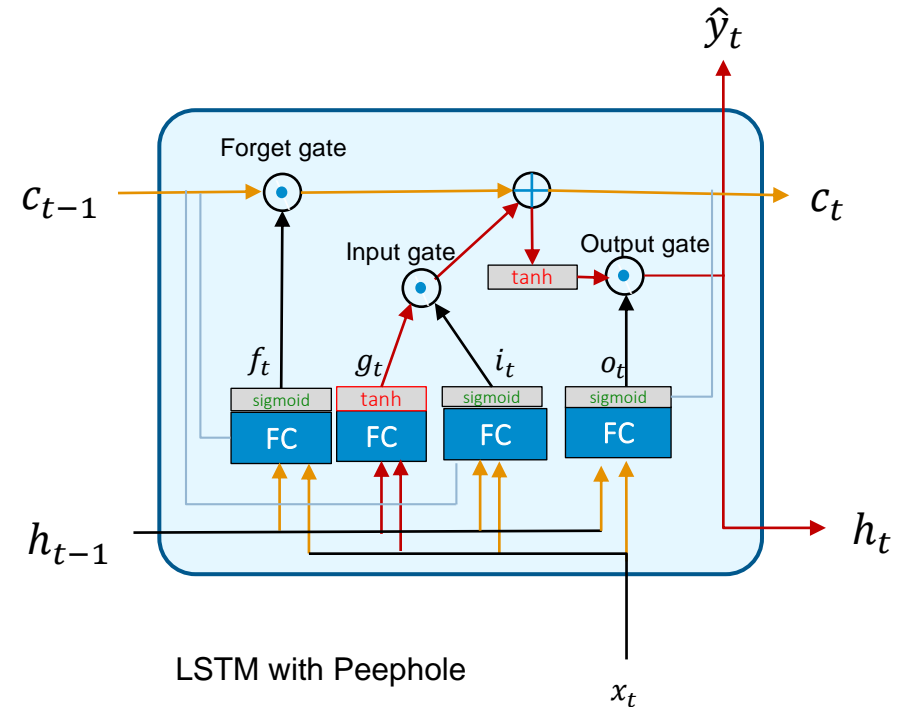 ŷₜ
Forget gate
cₜ₋₁
cₜ
Input gate
Output gate
tanh
fₜ
gₜ
iₜ
oₜ
sigmoid
tanh
sigmoid
sigmoid
FC
FC
FC
FC
hₜ₋₁
hₜ
LSTM with Peephole
xₜ